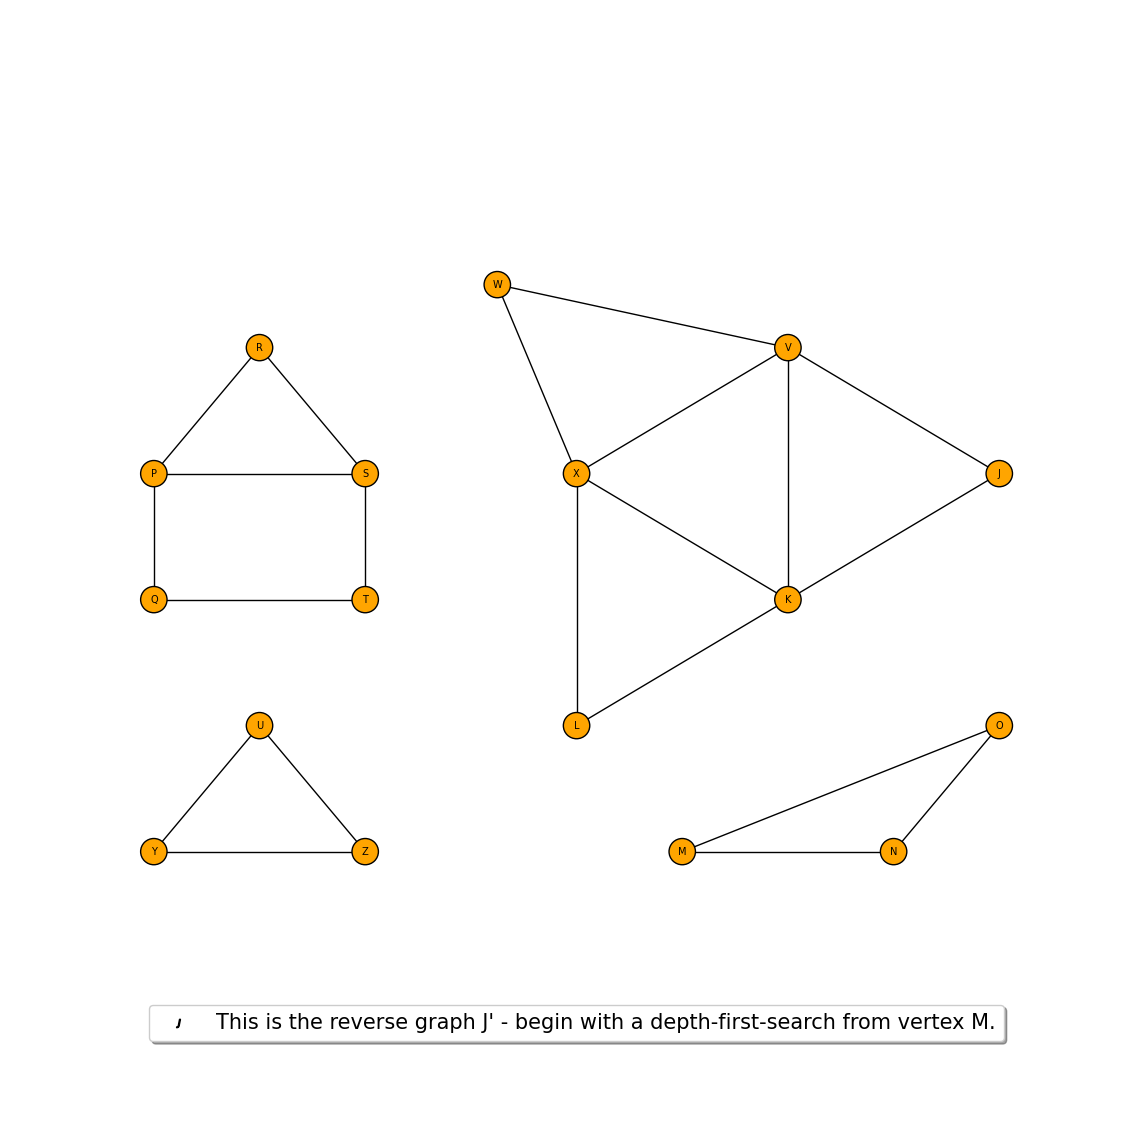 W
R
V
P
S
X
J
Q
T
K
U
L
O
Y
Z
M
N
J This is the reverse graph J' - begin with a depth-first-search from vertex M.